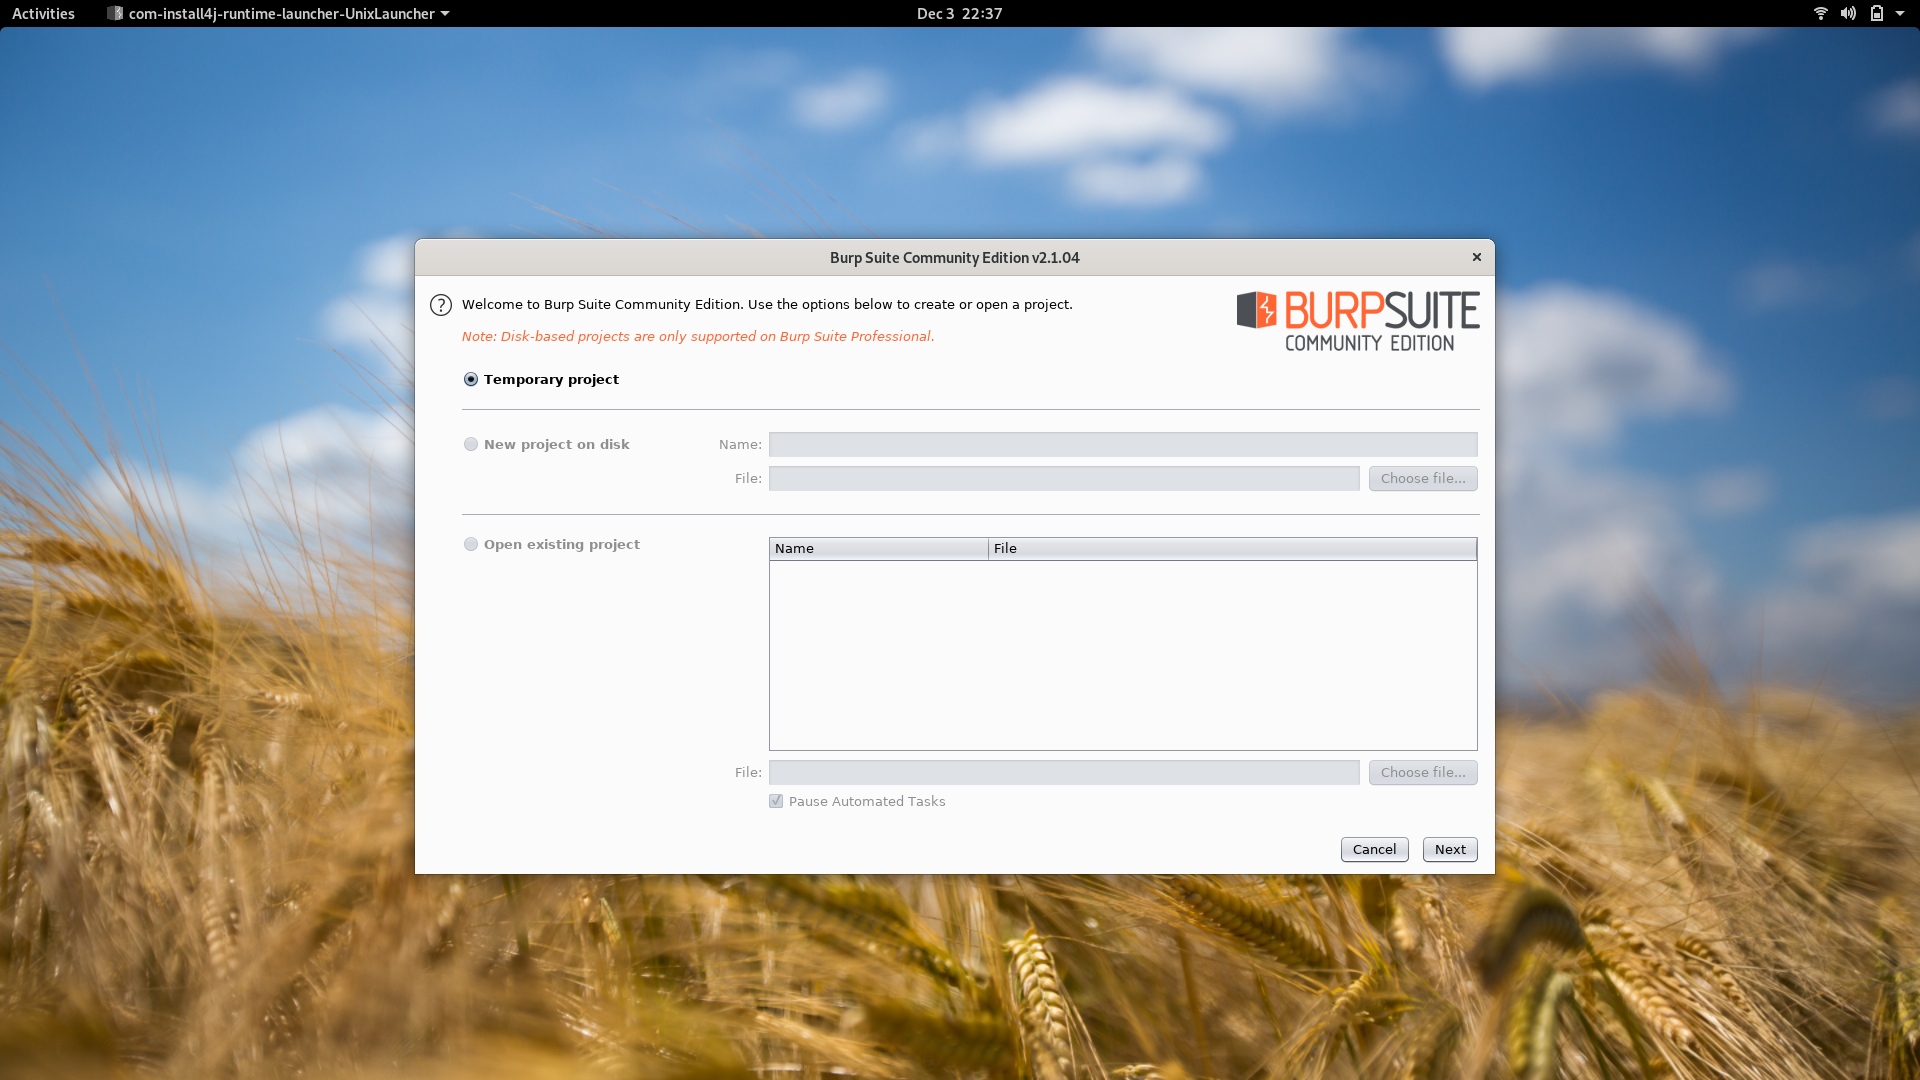 Activities com-install4j-runtime-launcher-UnixLauncher Dec 3 22:37
Burp Suite Community Edition v2.1.04 ×
? Welcome to Burp Suite Community Edition. Use the options below to create or open a project.
BURPSUITE
COMMUNITY EDITION
Note: Disk-based projects are only supported on Burp Suite Professional.
Temporary project
New project on disk Name:
File: Choose file...
Open existing project Name File
File: Choose file...
Pause Automated Tasks
Cancel Next